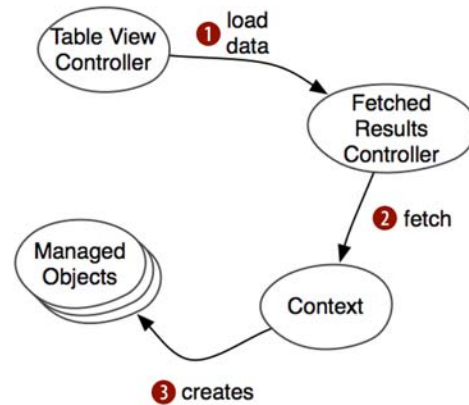 Table View
Controller
1 load
data
Fetched
Results
Controller
2 fetch
Managed
Objects
Context
3 creates